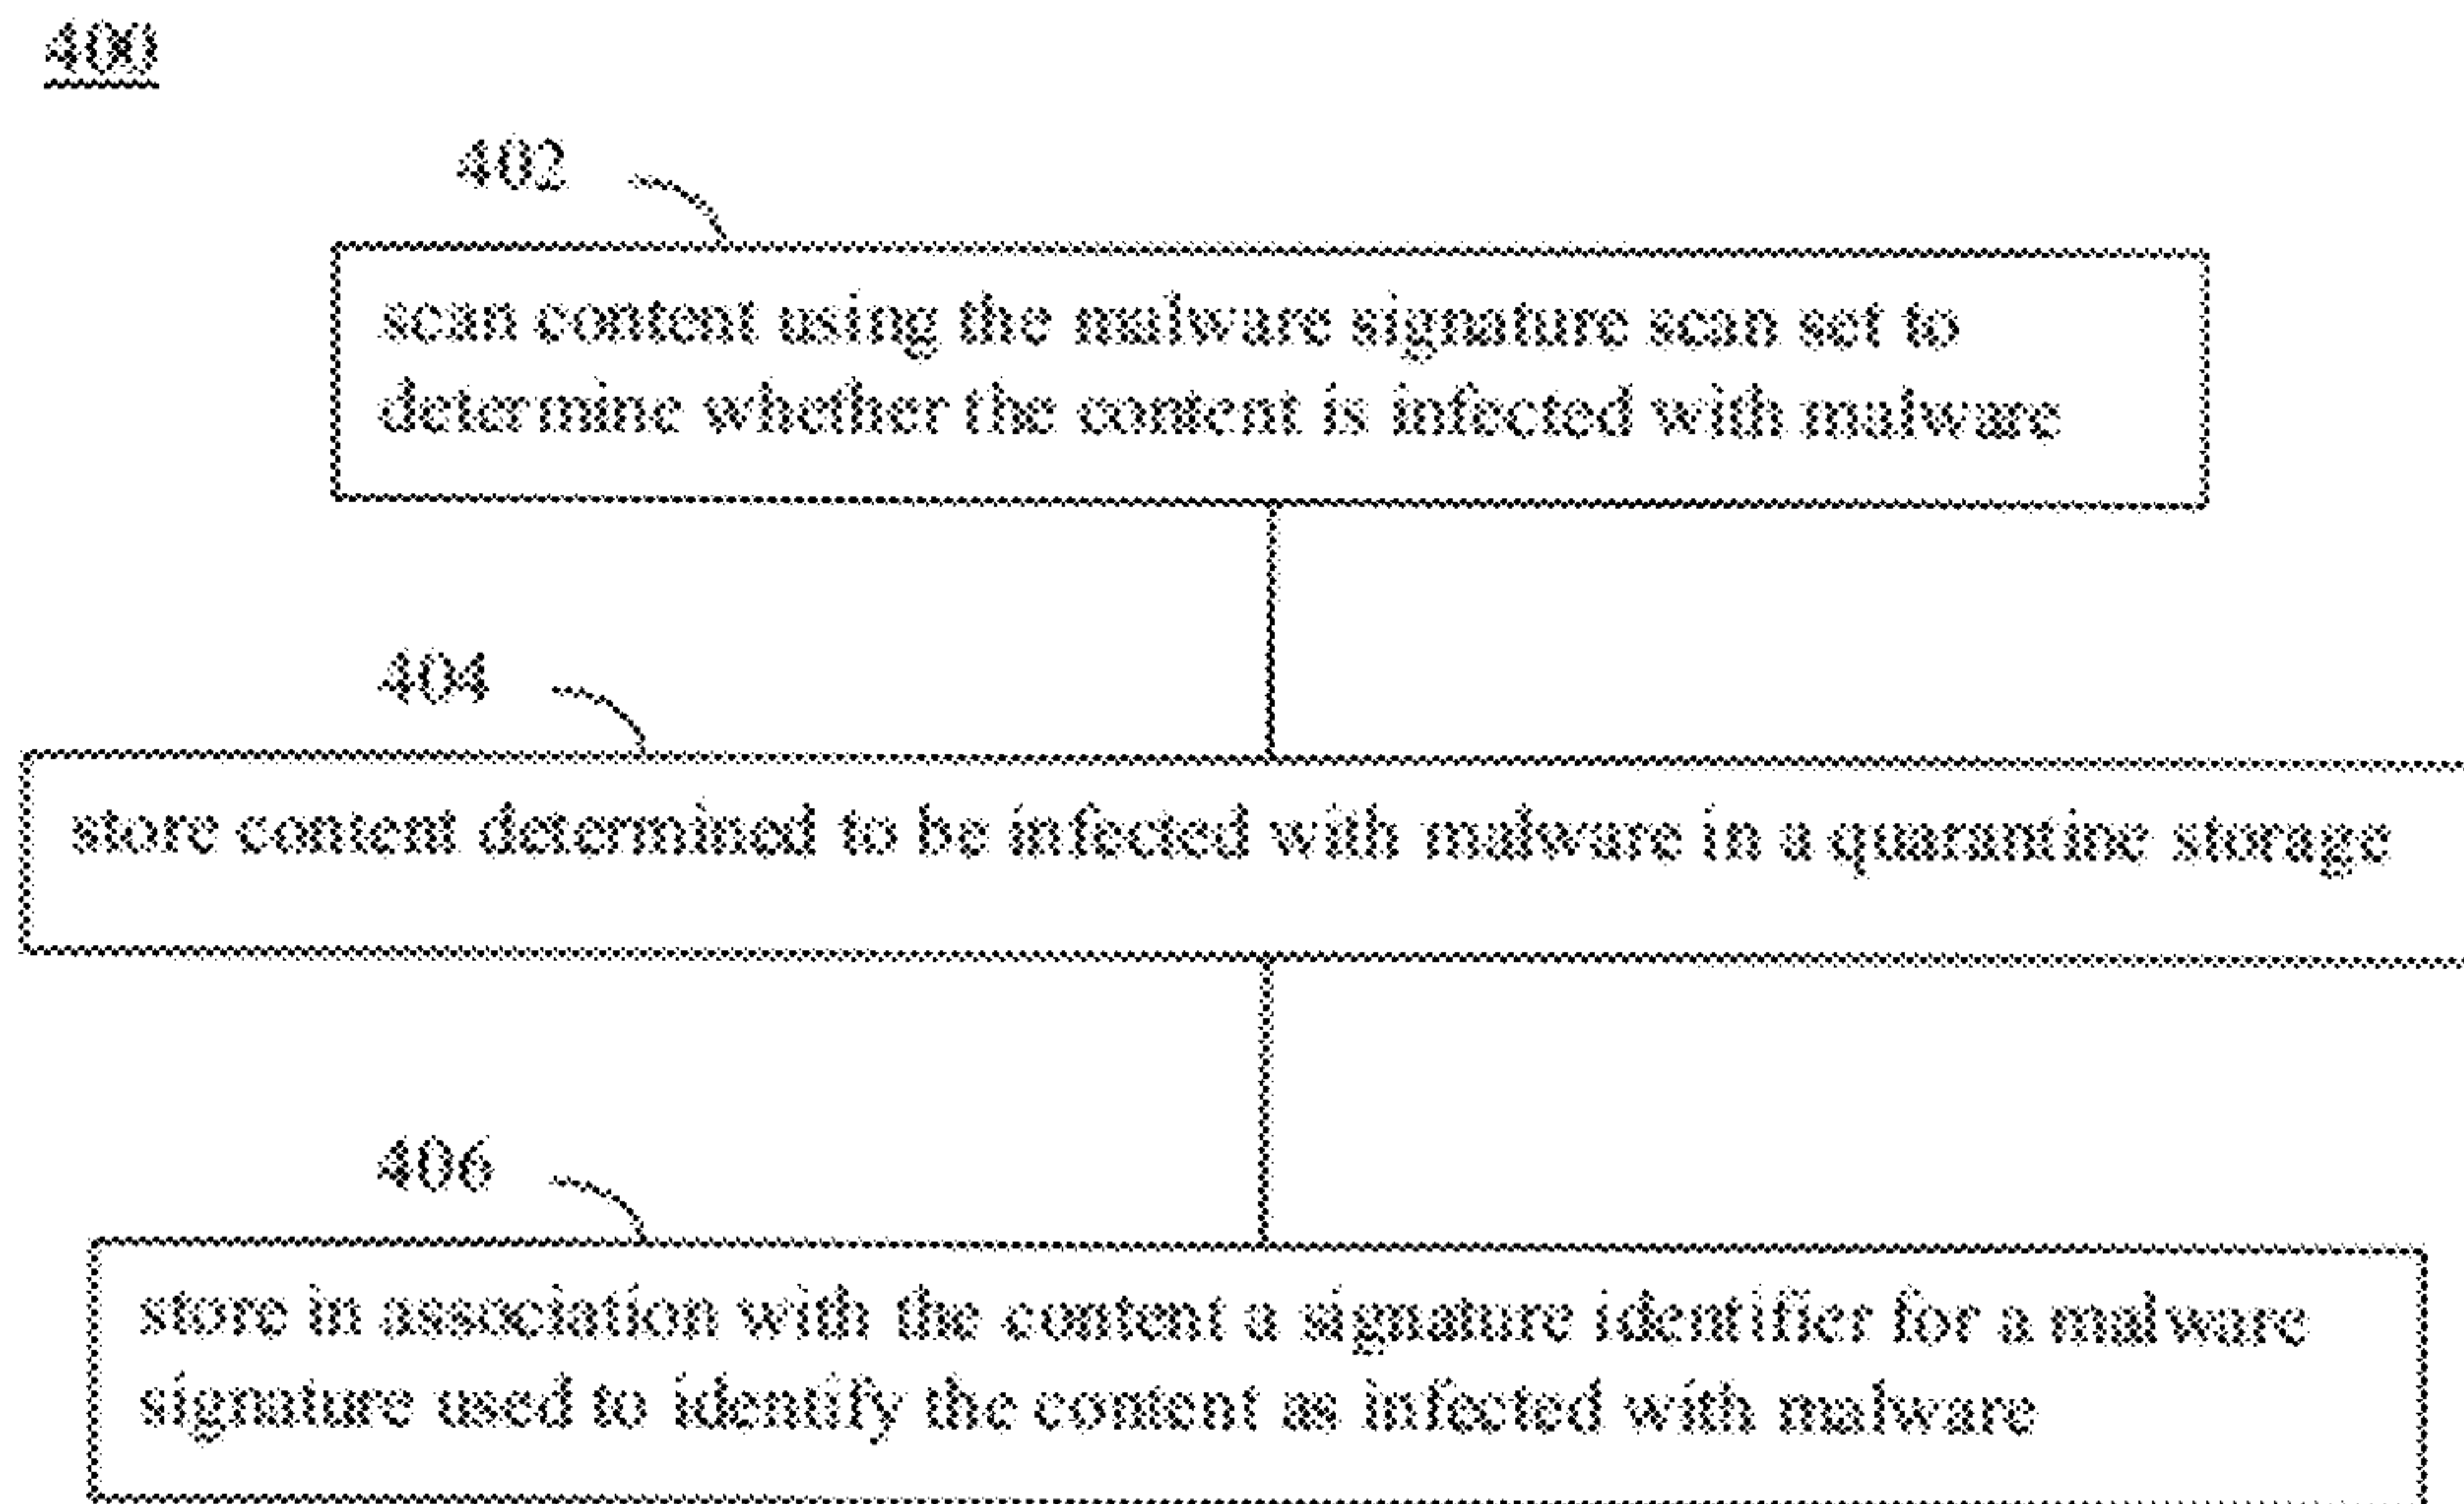 400
402
scan content using the malware signature scan set to
determine whether the content is infected with malware
404
store content determined to be infected with malware in a quarantine storage
406
store in association with the content a signature identifier for a malware
signature used to identify the content as infected with malware